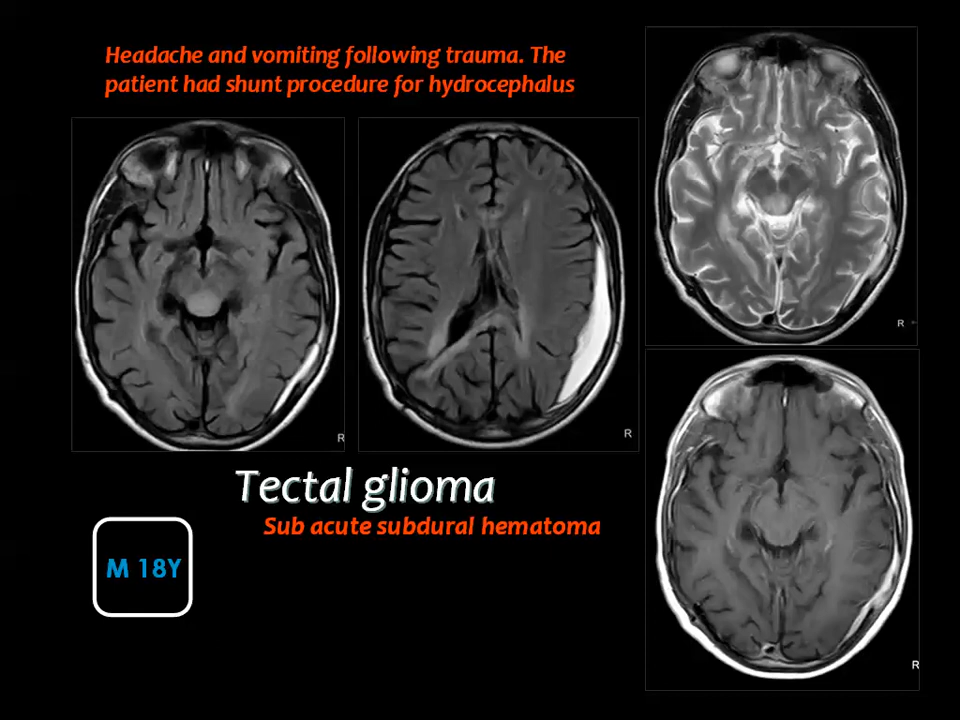 Headache and vomiting following trauma. The
patient had shunt procedure for hydrocephalus
R
R
R
R
Tectal glioma
Sub acute subdural hematoma
M 18Y